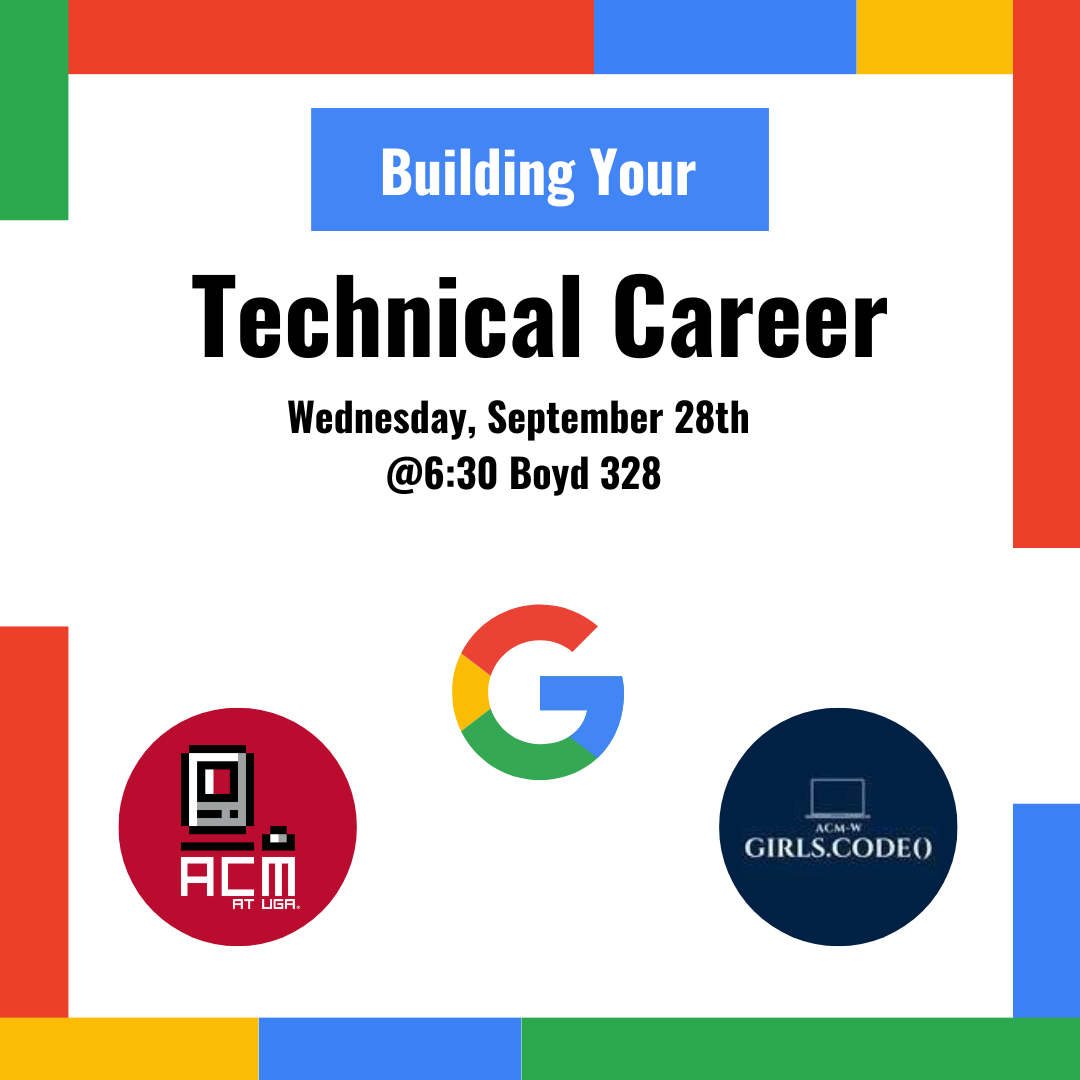 Building Your
Technical Career
Wednesday, September 28th
@6:30 Boyd 328
ACM
AT UGA
ACM-W
GIRLS.CODE()